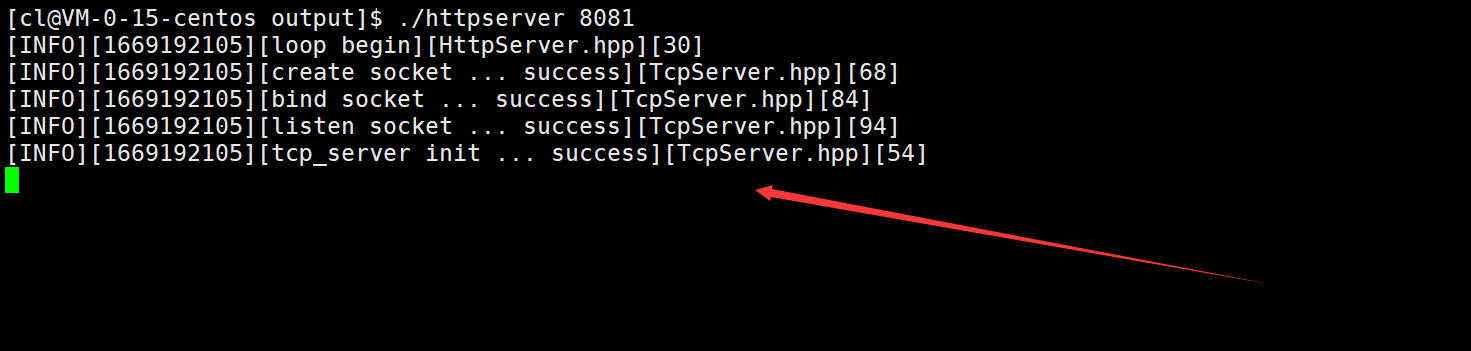 [cl@VM-0-15-centos output]$ ./httpserver 8081
[INFO][1669192105][loop begin][HttpServer.hpp][30]
[INFO][1669192105][create socket ... success][TcpServer.hpp][68]
[INFO][1669192105][bind socket ... success][TcpServer.hpp][84]
[INFO][1669192105][listen socket ... success][TcpServer.hpp][94]
[INFO][1669192105][tcp_server init ... success][TcpServer.hpp][54]